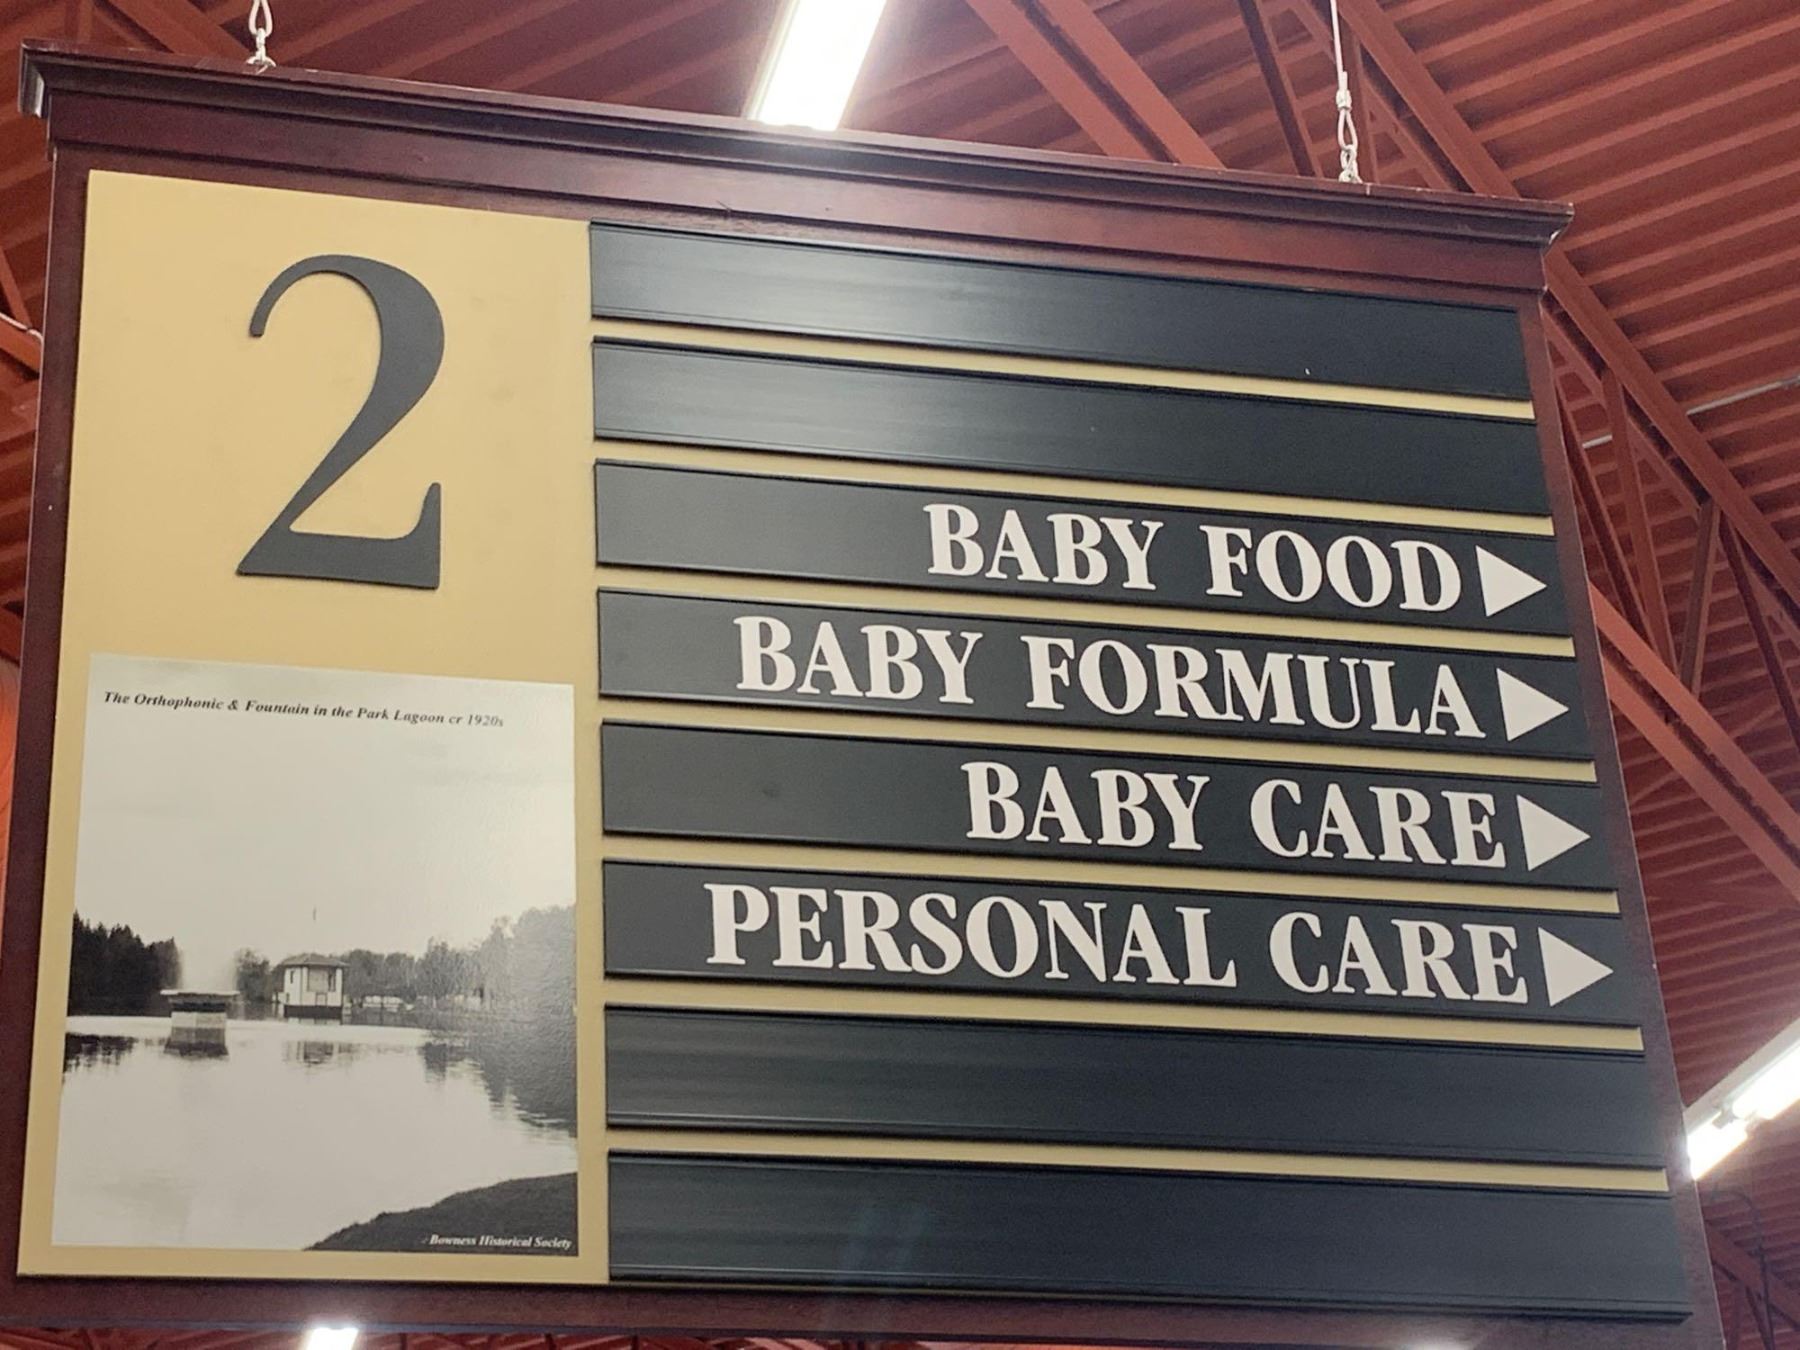 2
The Orthophonic & Fountain in the Park Lagoon cr 1920s
Bowness Historical Society
BABY FOOD
BABY FORMULA
BABY CARE
PERSONAL CARE